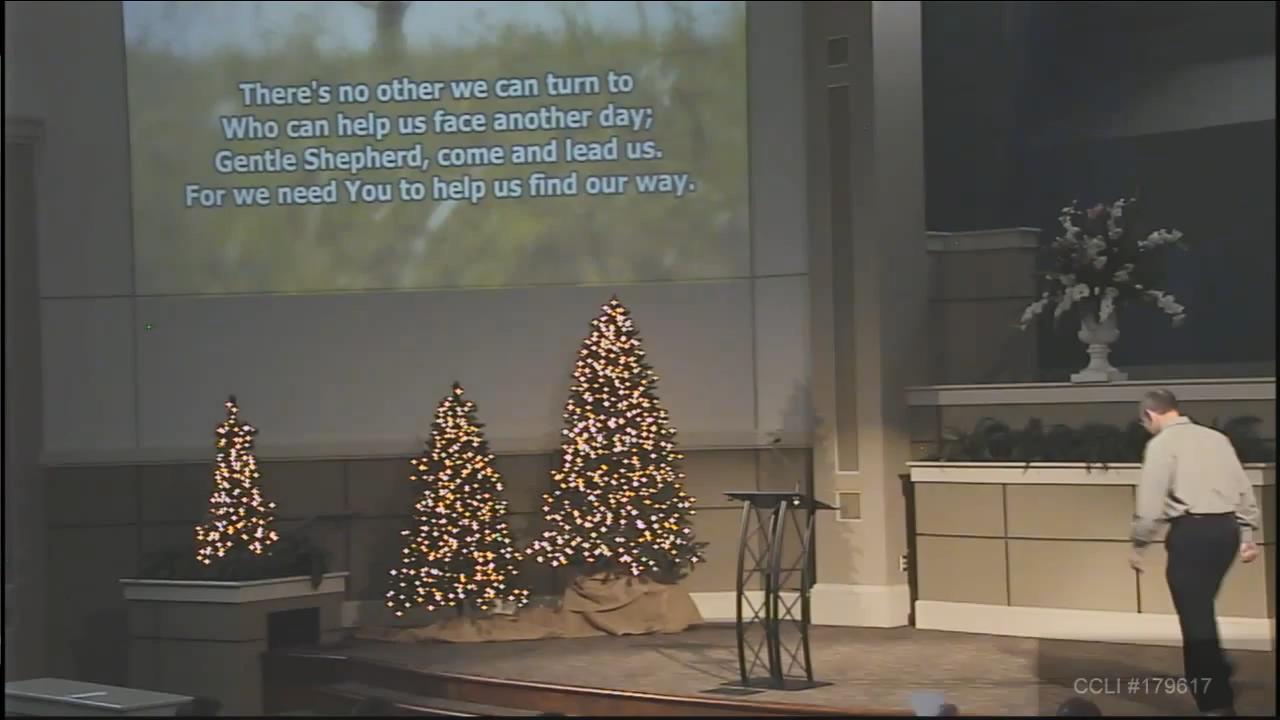 There's no other we can turn to
Who can help us face another day;
Gentle Shepherd, come and lead us.
For we need You to help us find our way.
CCLI #179617